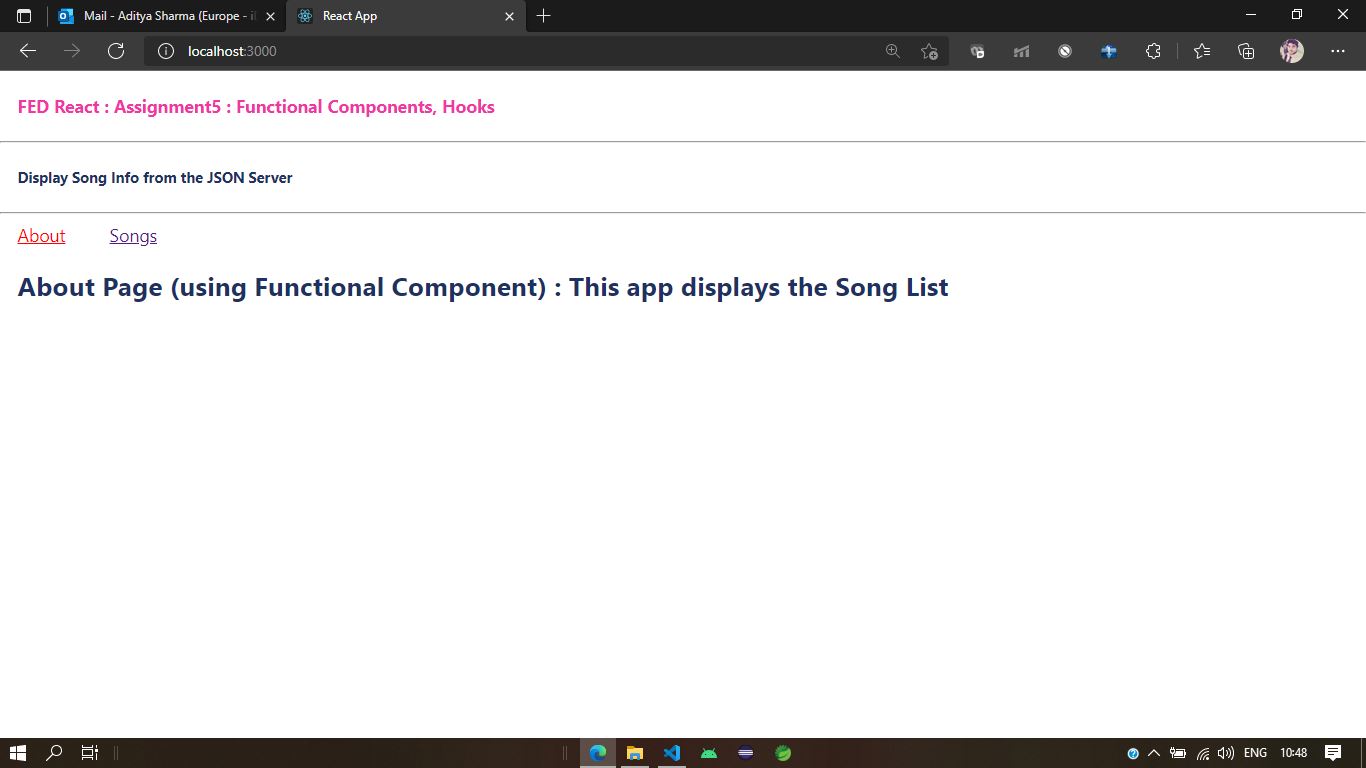 Mail - Aditya Sharma (Europe - i
React App
localhost:3000
FED React : Assignment5 : Functional Components, Hooks
Display Song Info from the JSON Server
About Songs
About Page (using Functional Component) : This app displays the Song List
ENG 10:48